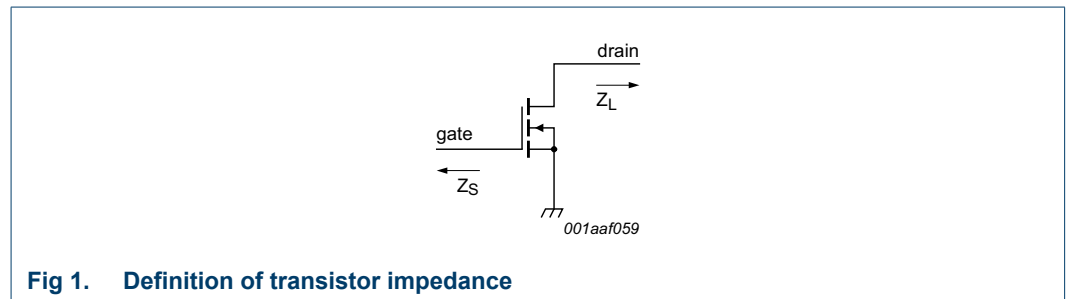 drain
Z_L
gate
Z_S
001aaf059
Fig 1. Definition of transistor impedance